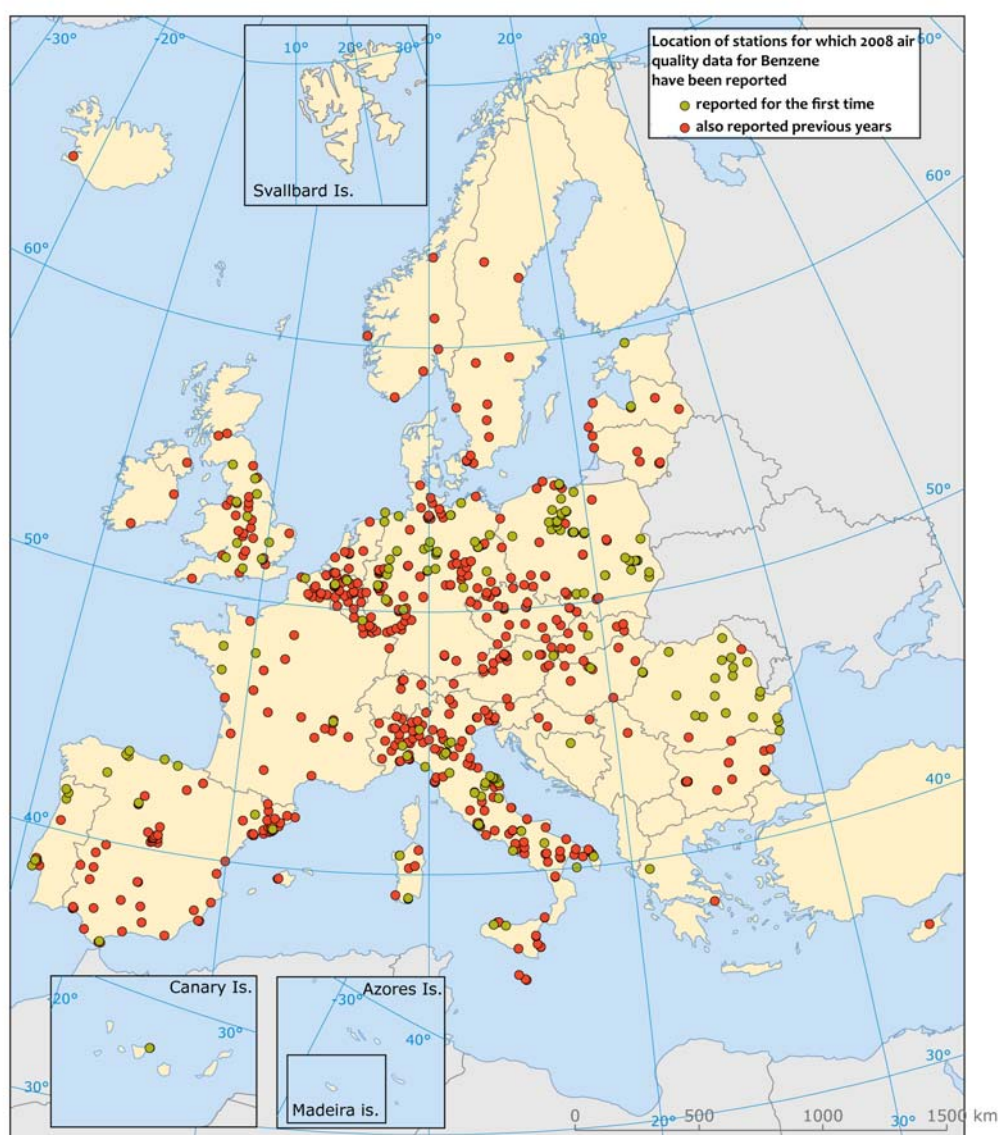 -30°
-20°
10°
20°
30°
20°
30°
60°
Location of stations for which 2008 air
quality data for Benzene
have been reported
reported for the first time
also reported previous years
Svallbard Is.
60°
60°
50°
50°
40°
40°
Canary Is.
-20°
30°
Azores Is.
-30°
40°
Madeira is.
30°
30°
0
500
1000
1500 km
20°
30°